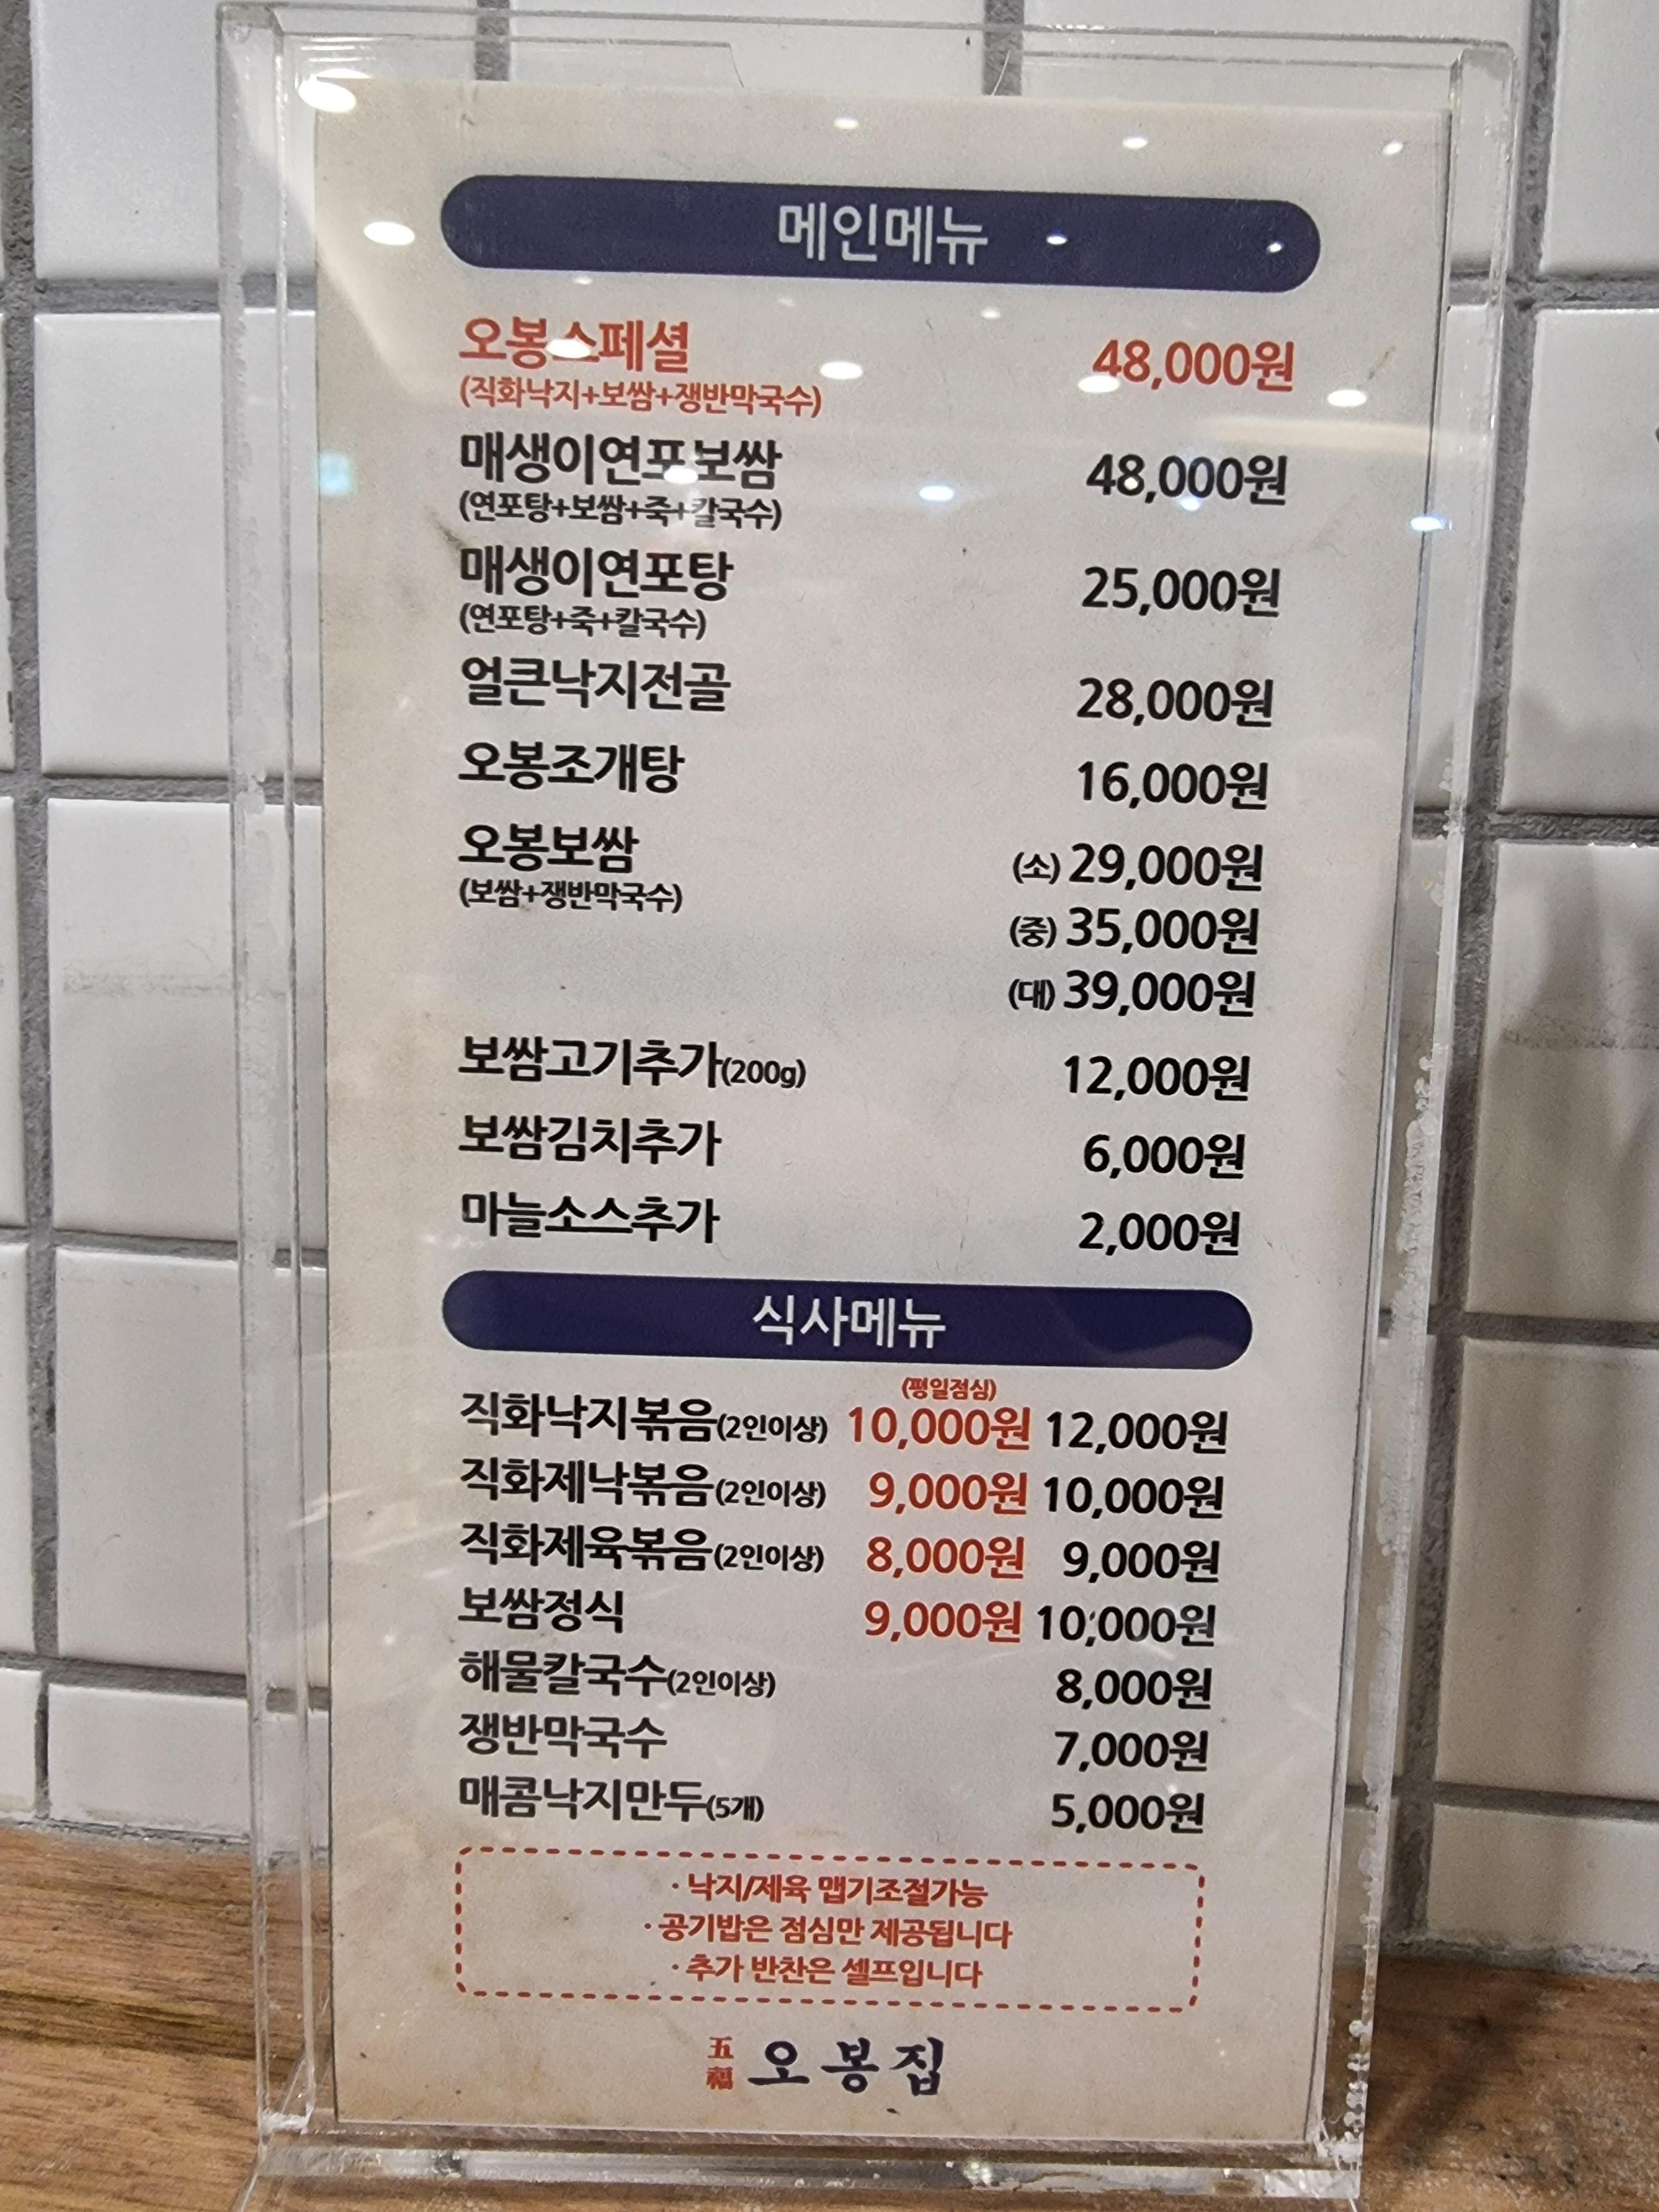 메인메뉴
오봉스페셜 48,000원
(직화낙지+보쌈+쟁반막국수)
매생이연포보쌈 48,000원
(연포탕+보쌈+죽+칼국수)
매생이연포탕 25,000원
(연포탕+죽+칼국수)
얼큰낙지전골 28,000원
오봉조개탕 16,000원
오봉보쌈 (소) 29,000원
(보쌈+쟁반막국수)
(중) 35,000원
(대) 39,000원
보쌈고기추가(200g) 12,000원
보쌈김치추가 6,000원
마늘소스추가 2,000원
식사메뉴
(평일점심)
직화낙지볶음(2인이상) 10,000원 12,000원
직화제낙볶음(2인이상) 9,000원 10,000원
직화제육볶음(2인이상) 8,000원 9,000원
보쌈정식 9,000원 10,000원
해물칼국수(2인이상) 8,000원
쟁반막국수 7,000원
매콤낙지만두(5개) 5,000원
· 낙지/제육 맵기조절가능
· 공기밥은 점심만 제공됩니다
· 추가 반찬은 셀프입니다
五福 오봉집